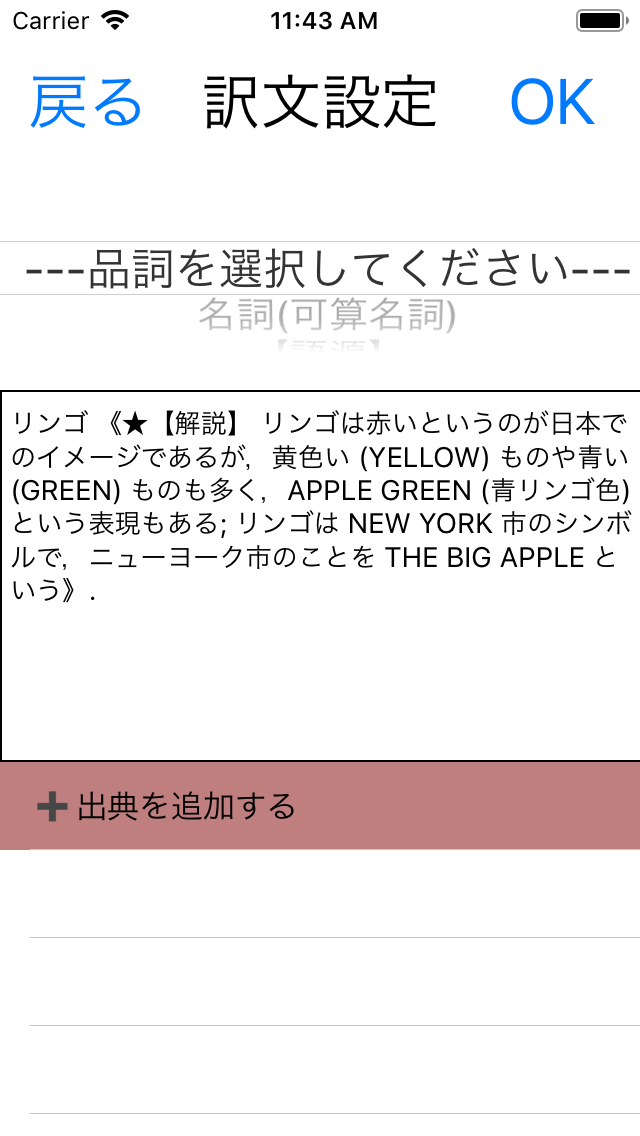 Carrier 11:43 AM
戻る 訳文設定 OK
---品詞を選択してください---
名詞(可算名詞)
【語源】
リンゴ 《★【解説】 リンゴは赤いというのが日本で
のイメージであるが，黄色い (YELLOW) ものや青い
(GREEN) ものも多く，APPLE GREEN (青リンゴ色)
という表現もある; リンゴは NEW YORK 市のシンボ
ルで，ニューヨーク市のことを THE BIG APPLE と
いう》.
➕ 出典を追加する